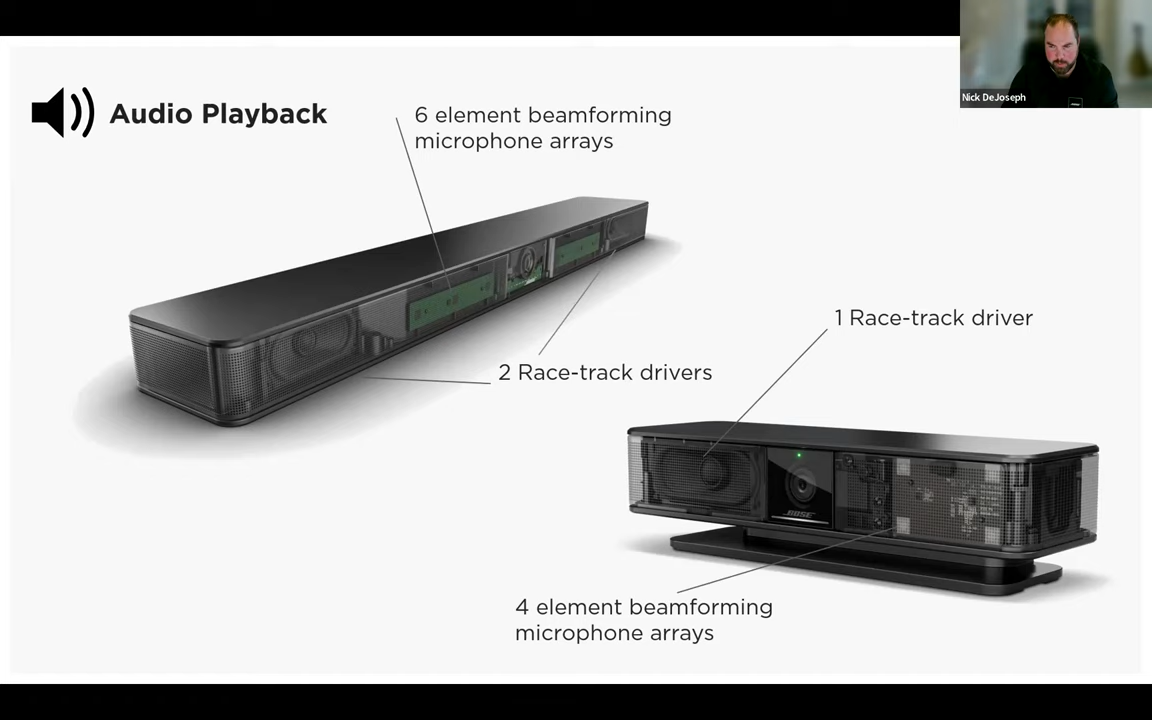 Nick DeJoseph
Audio Playback
6 element beamforming
microphone arrays
1 Race-track driver
2 Race-track drivers
BOSE
4 element beamforming
microphone arrays